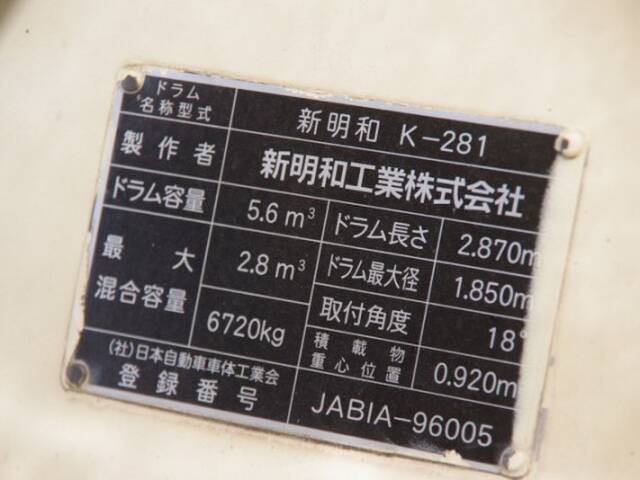 ドラム
名称型式
新明和 K-281
製作者
新明和工業株式会社
ドラム容量
5.6 m³
ドラム長さ
2.870m
最大
混合容量
2.8 m³
6720kg
ドラム最大径
1.850m
取付角度
18°
積載物
重心位置
0.920m
(社)日本自動車車体工業会
登録番号
JABIA-96005